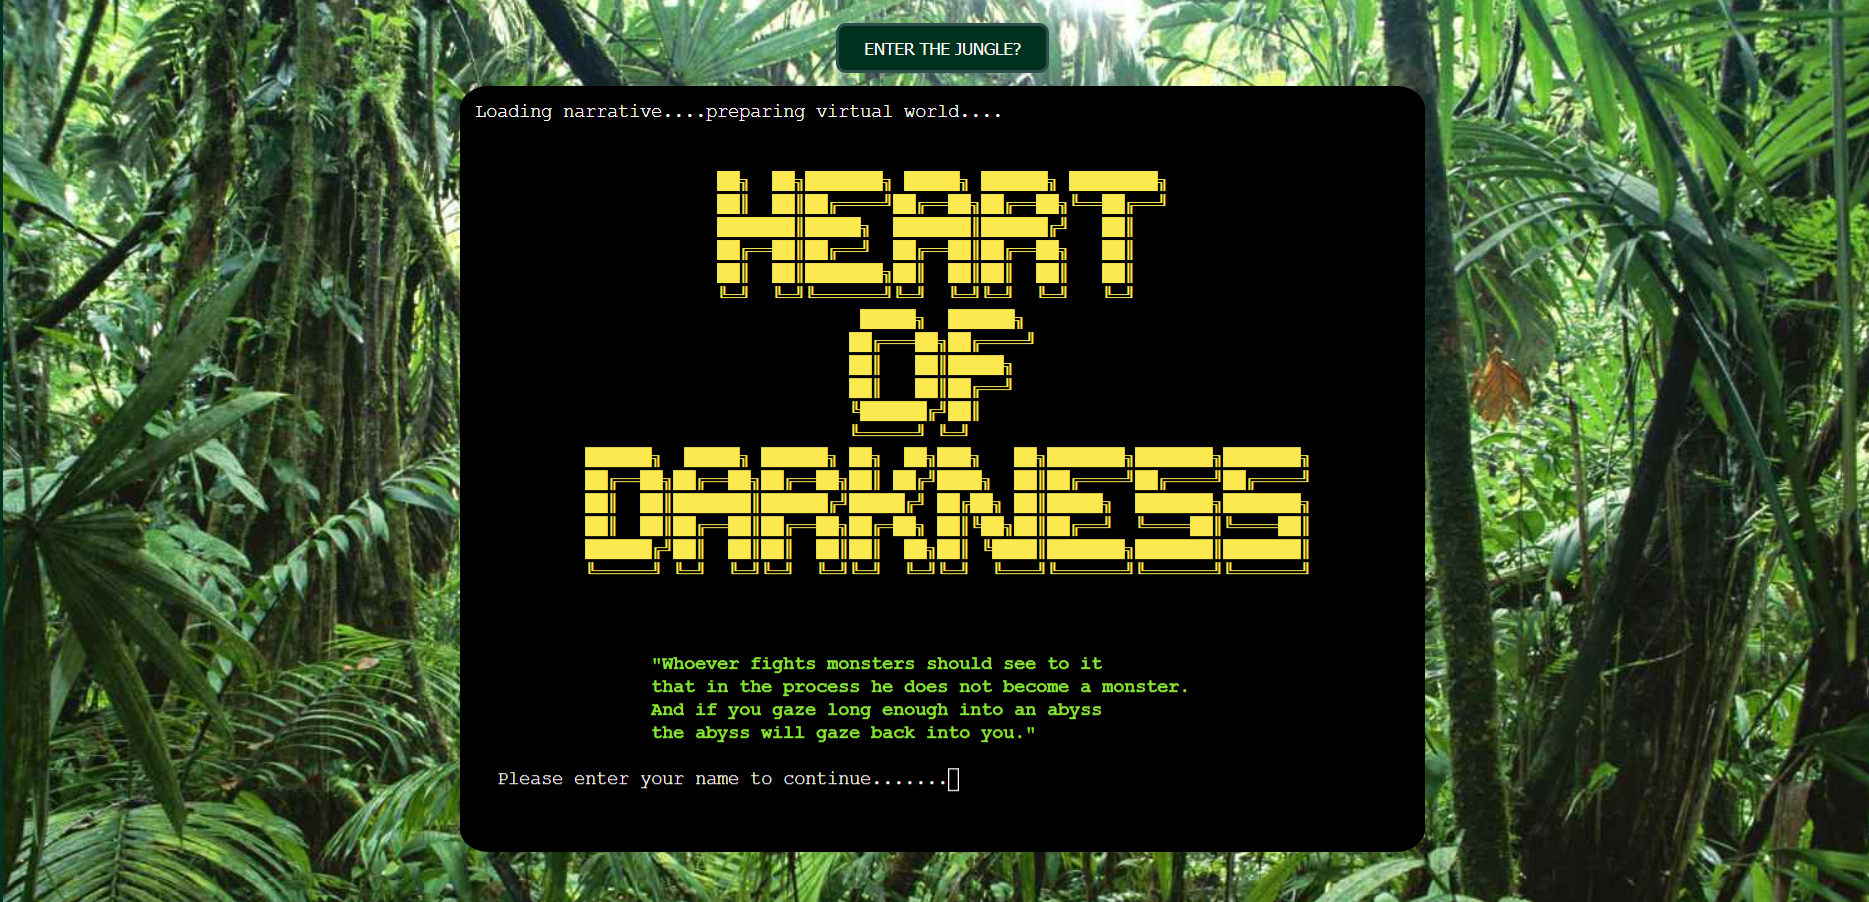 ENTER THE JUNGLE?
Loading narrative....preparing virtual world....
HEART
OF
DARKNESS
"Whoever fights monsters should see to it
that in the process he does not become a monster.
And if you gaze long enough into an abyss
the abyss will gaze back into you."
Please enter your name to continue.......